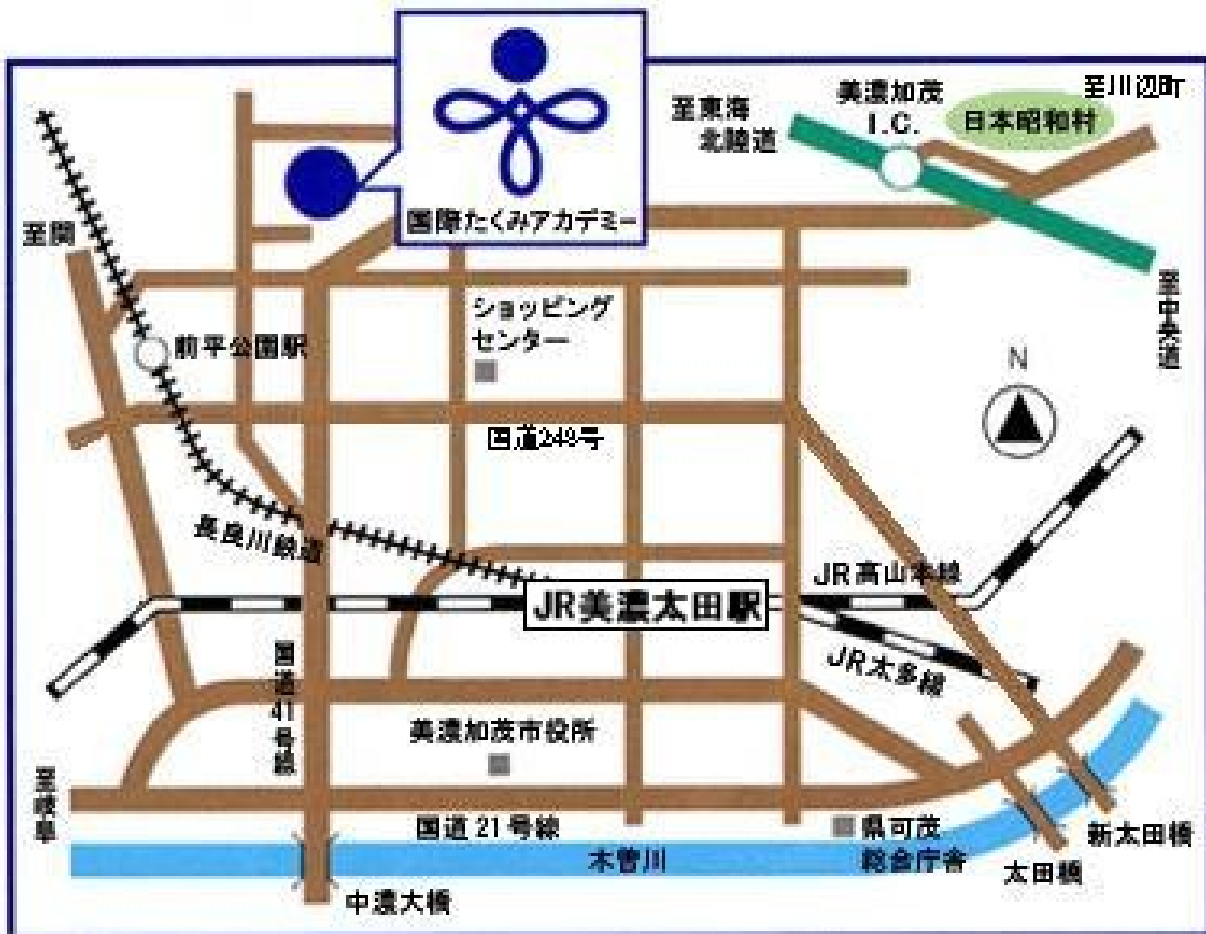 至川辺町
美濃加茂
I.C.
日本昭和村
至東海
北陸道
国際たくみアカデミー
至関
至中央道
ショッピング
センター
前平公園駅
N
国道248号
長良川鉄道
JR高山本線
JR美濃太田駅
JR太多線
国道41号線
美濃加茂市役所
至岐阜
国道21号線
県可茂
総合庁舎
新太田橋
木曽川
太田橋
中濃大橋